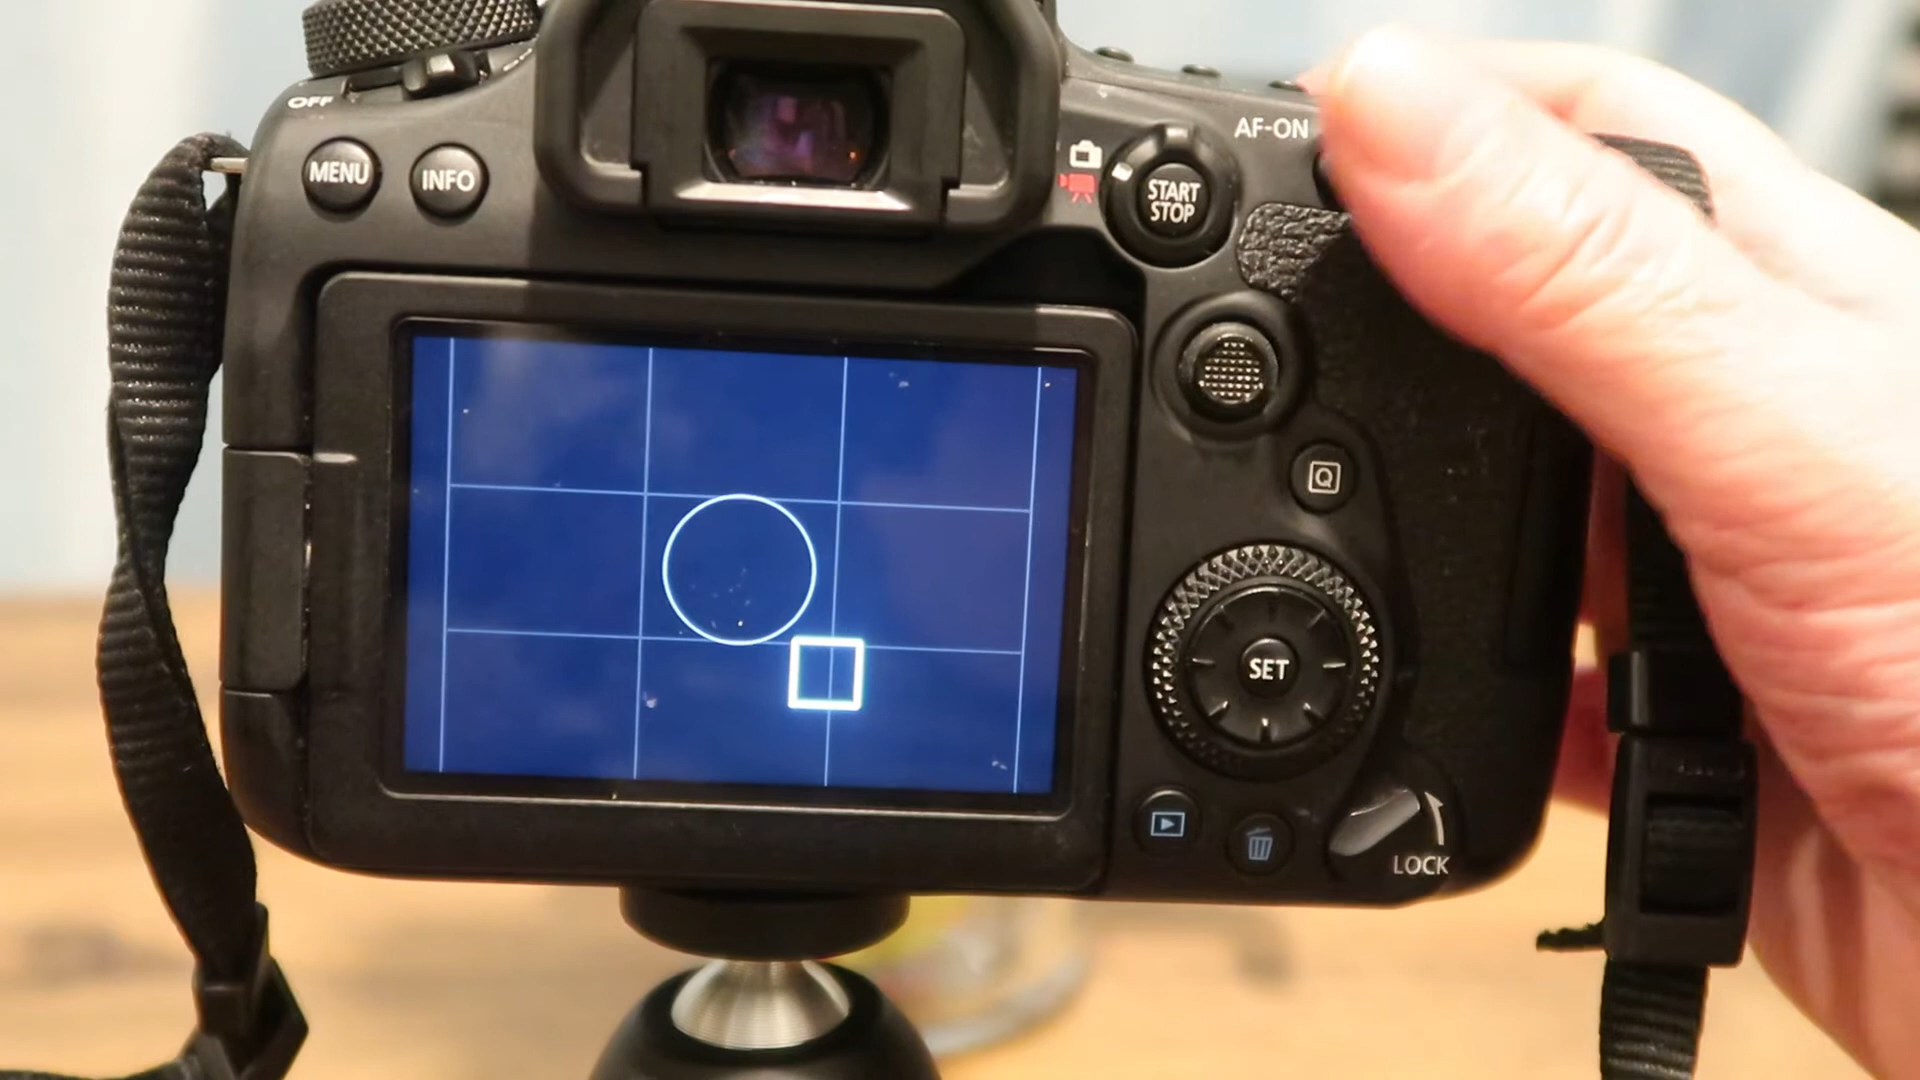 OFF
MENU
INFO
AF-ON
START
STOP
Q
SET
LOCK